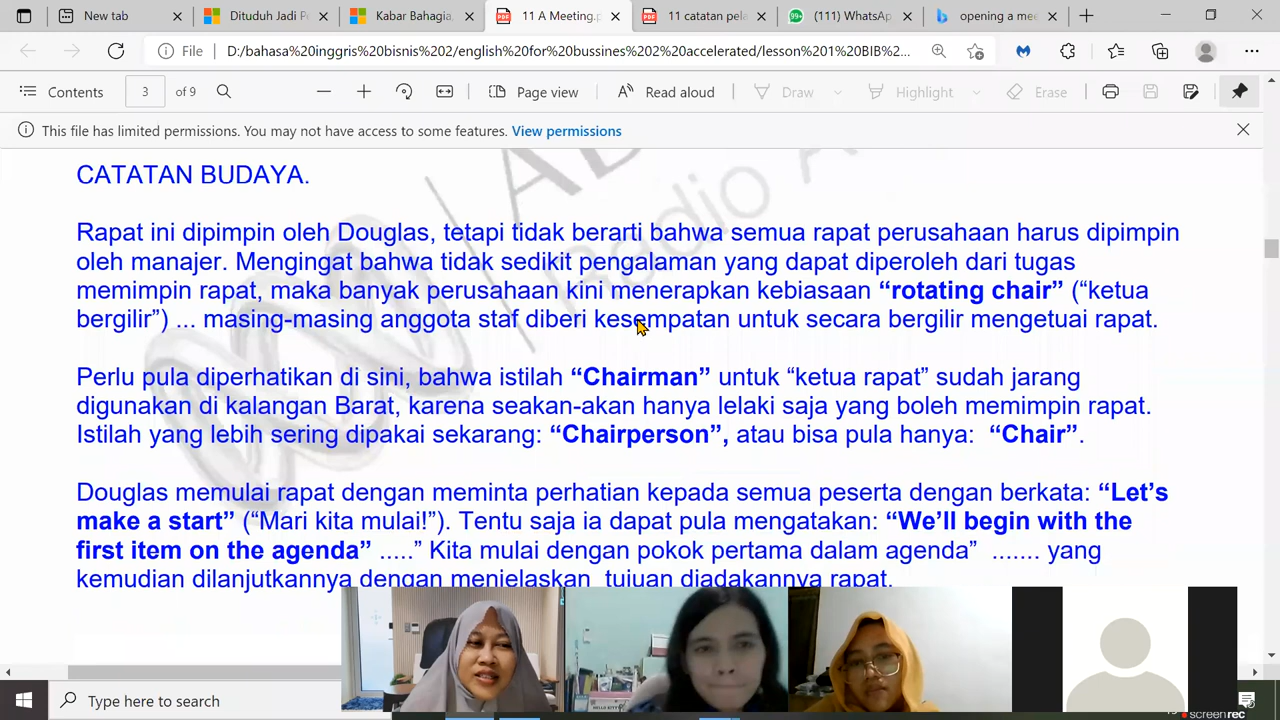 New tab
Dituduh Jadi P
Kabar Bahagia,
11 A Meeting.p
11 catatan pela
(111) WhatsAp
opening a mee
File
D:/bahasa%20inggris%20bisnis%202/english%20for%20bussines%202%20accelerated/lesson%201%20BIB%2...
Contents
3
of 9
Page view
Read aloud
Draw
Highlight
Erase
This file has limited permissions. You may not have access to some features. View permissions
CATATAN BUDAYA.
Rapat ini dipimpin oleh Douglas, tetapi tidak berarti bahwa semua rapat perusahaan harus dipimpin
oleh manajer. Mengingat bahwa tidak sedikit pengalaman yang dapat diperoleh dari tugas
memimpin rapat, maka banyak perusahaan kini menerapkan kebiasaan “rotating chair” (“ketua
bergilir”) ... masing-masing anggota staf diberi kesempatan untuk secara bergilir mengetuai rapat.
Perlu pula diperhatikan di sini, bahwa istilah “Chairman” untuk “ketua rapat” sudah jarang
digunakan di kalangan Barat, karena seakan-akan hanya lelaki saja yang boleh memimpin rapat.
Istilah yang lebih sering dipakai sekarang: “Chairperson”, atau bisa pula hanya: “Chair”.
Douglas memulai rapat dengan meminta perhatian kepada semua peserta dengan berkata: “Let’s
make a start” (“Mari kita mulai!”). Tentu saja ia dapat pula mengatakan: “We’ll begin with the
first item on the agenda” .....” Kita mulai dengan pokok pertama dalam agenda” ....... yang
kemudian dilanjutkannya dengan menjelaskan tujuan diadakannya rapat.
Radio A
HELLO KITTY
Type here to search
screenrec